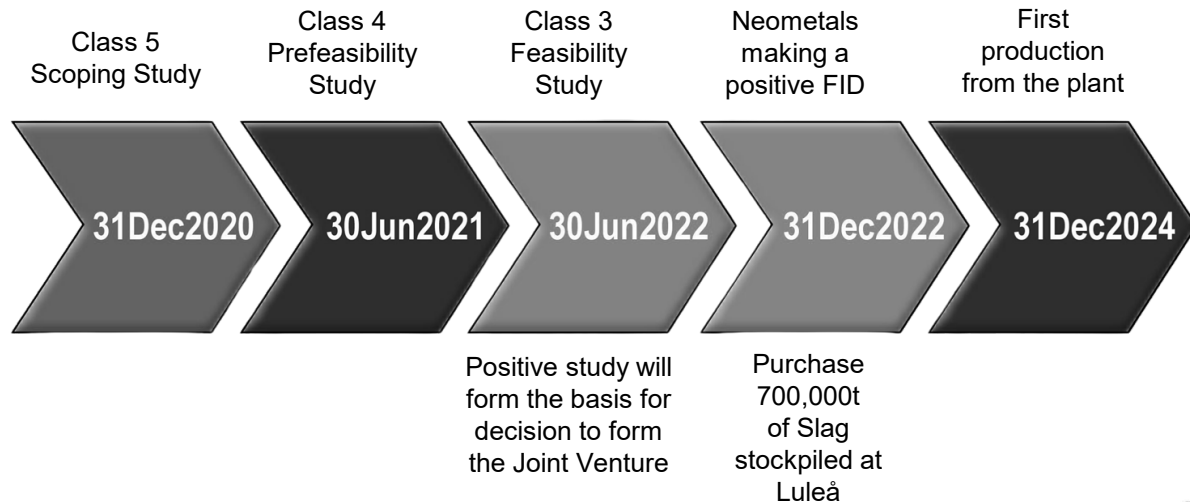 Class 5
Scoping Study
Class 4
Prefeasibility
Study
Class 3
Feasibility
Study
Neometals
making a
positive FID
First
production
from the plant
31Dec2020
30Jun2021
30Jun2022
31Dec2022
31Dec2024
Positive study will
form the basis for
decision to form
the Joint Venture
Purchase
700,000t
of Slag
stockpiled at
Luleå